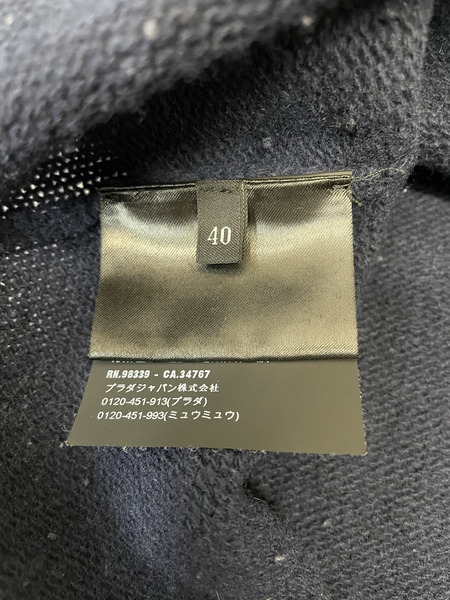 40
RN.98339 - CA.34767
プラダジャパン株式会社
0120-451-913(プラダ)
0120-451-993(ミュウミュウ)